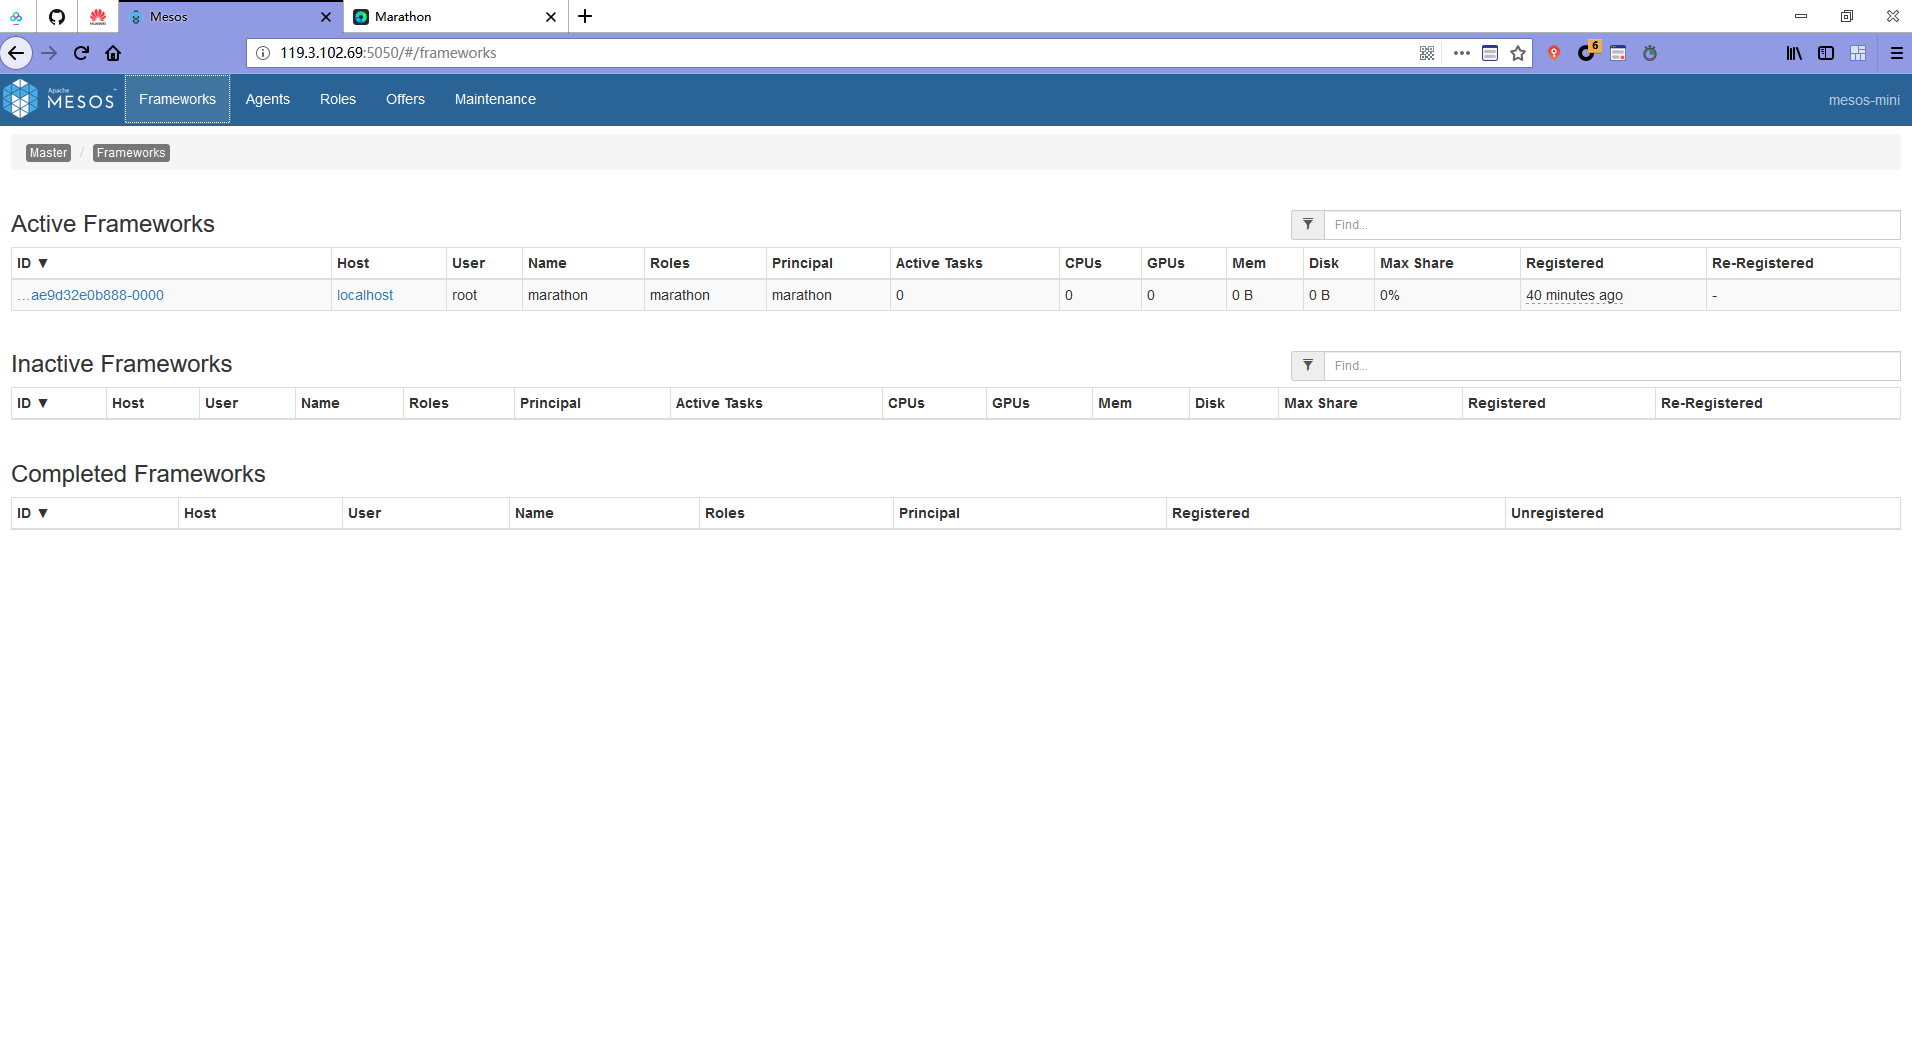 Mesos
Marathon
119.3.102.69:5050/#/frameworks
6
Apache
MESOS
Frameworks
Agents
Roles
Offers
Maintenance
mesos-mini
Master / Frameworks
Active Frameworks
Find...
ID ▼ Host User Name Roles Principal Active Tasks CPUs GPUs Mem Disk Max Share Registered Re-Registered
…ae9d32e0b888-0000 localhost root marathon marathon marathon 0 0 0 0 B 0 B 0% 40 minutes ago -
Inactive Frameworks
Find...
ID ▼ Host User Name Roles Principal Active Tasks CPUs GPUs Mem Disk Max Share Registered Re-Registered
Completed Frameworks
ID ▼ Host User Name Roles Principal Registered Unregistered